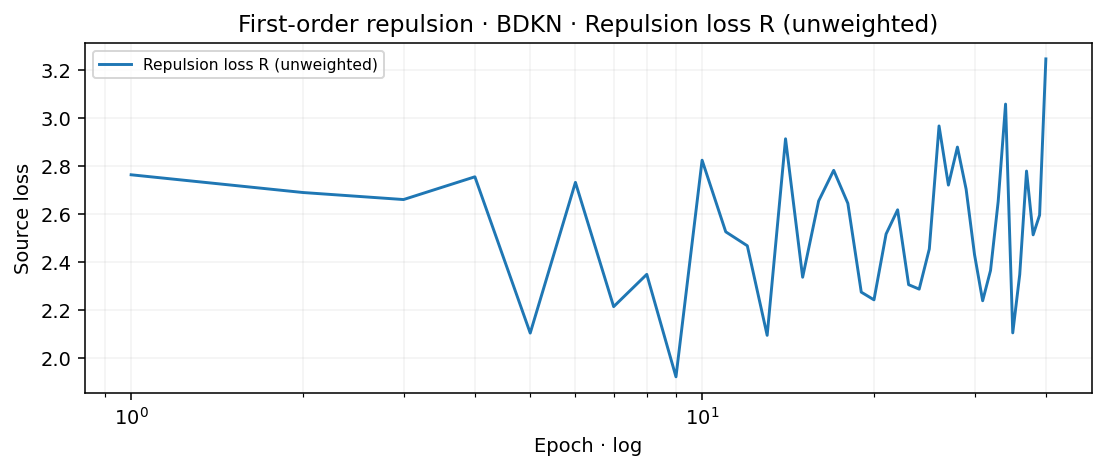 First-order repulsion · BDKN · Repulsion loss R (unweighted)
Repulsion loss R (unweighted)
3.2
3.0
2.8
2.6
2.4
2.2
2.0
Source loss
10⁰
10¹
Epoch · log